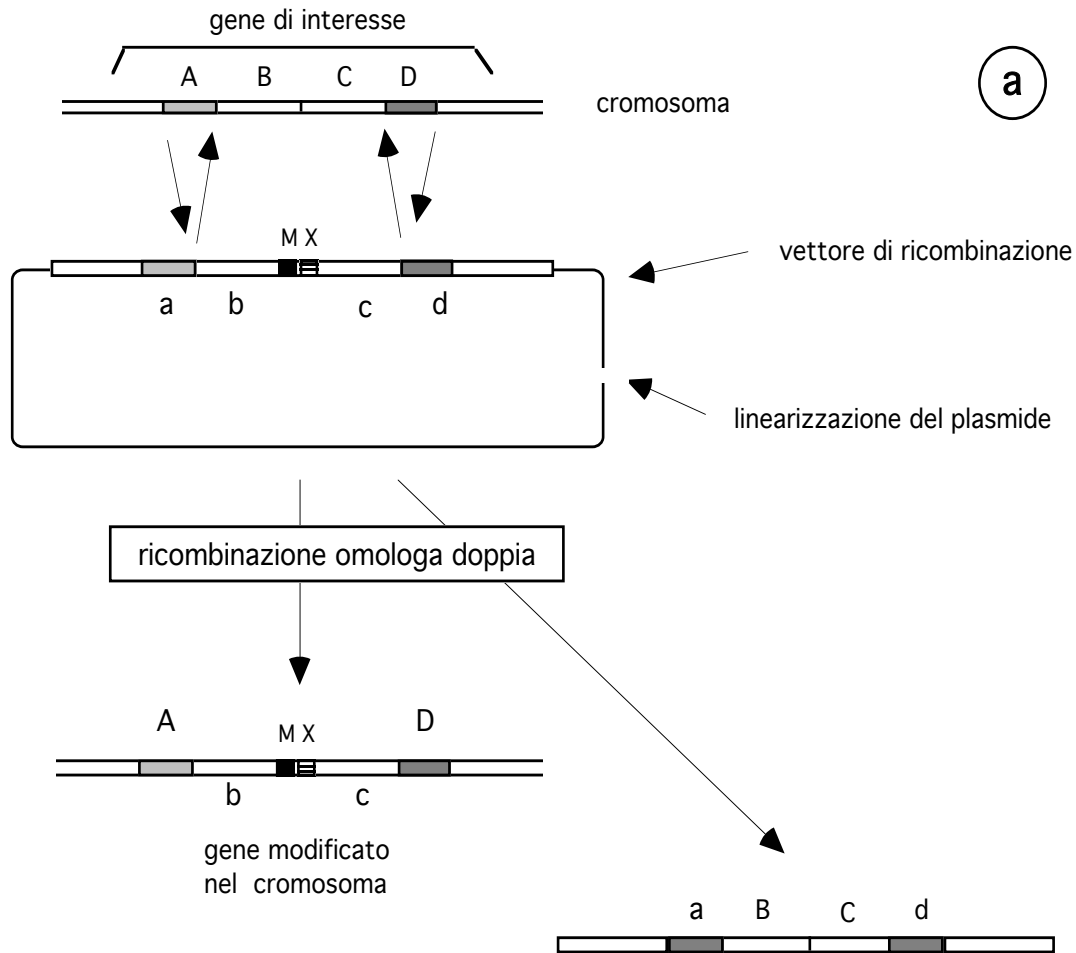 gene di interesse
A B C D
a
cromosoma
M X
vettore di ricombinazione
a b c d
linearizzazione del plasmide
ricombinazione omologa doppia
A D
M X
b c
gene modificato
nel cromosoma
a B C d